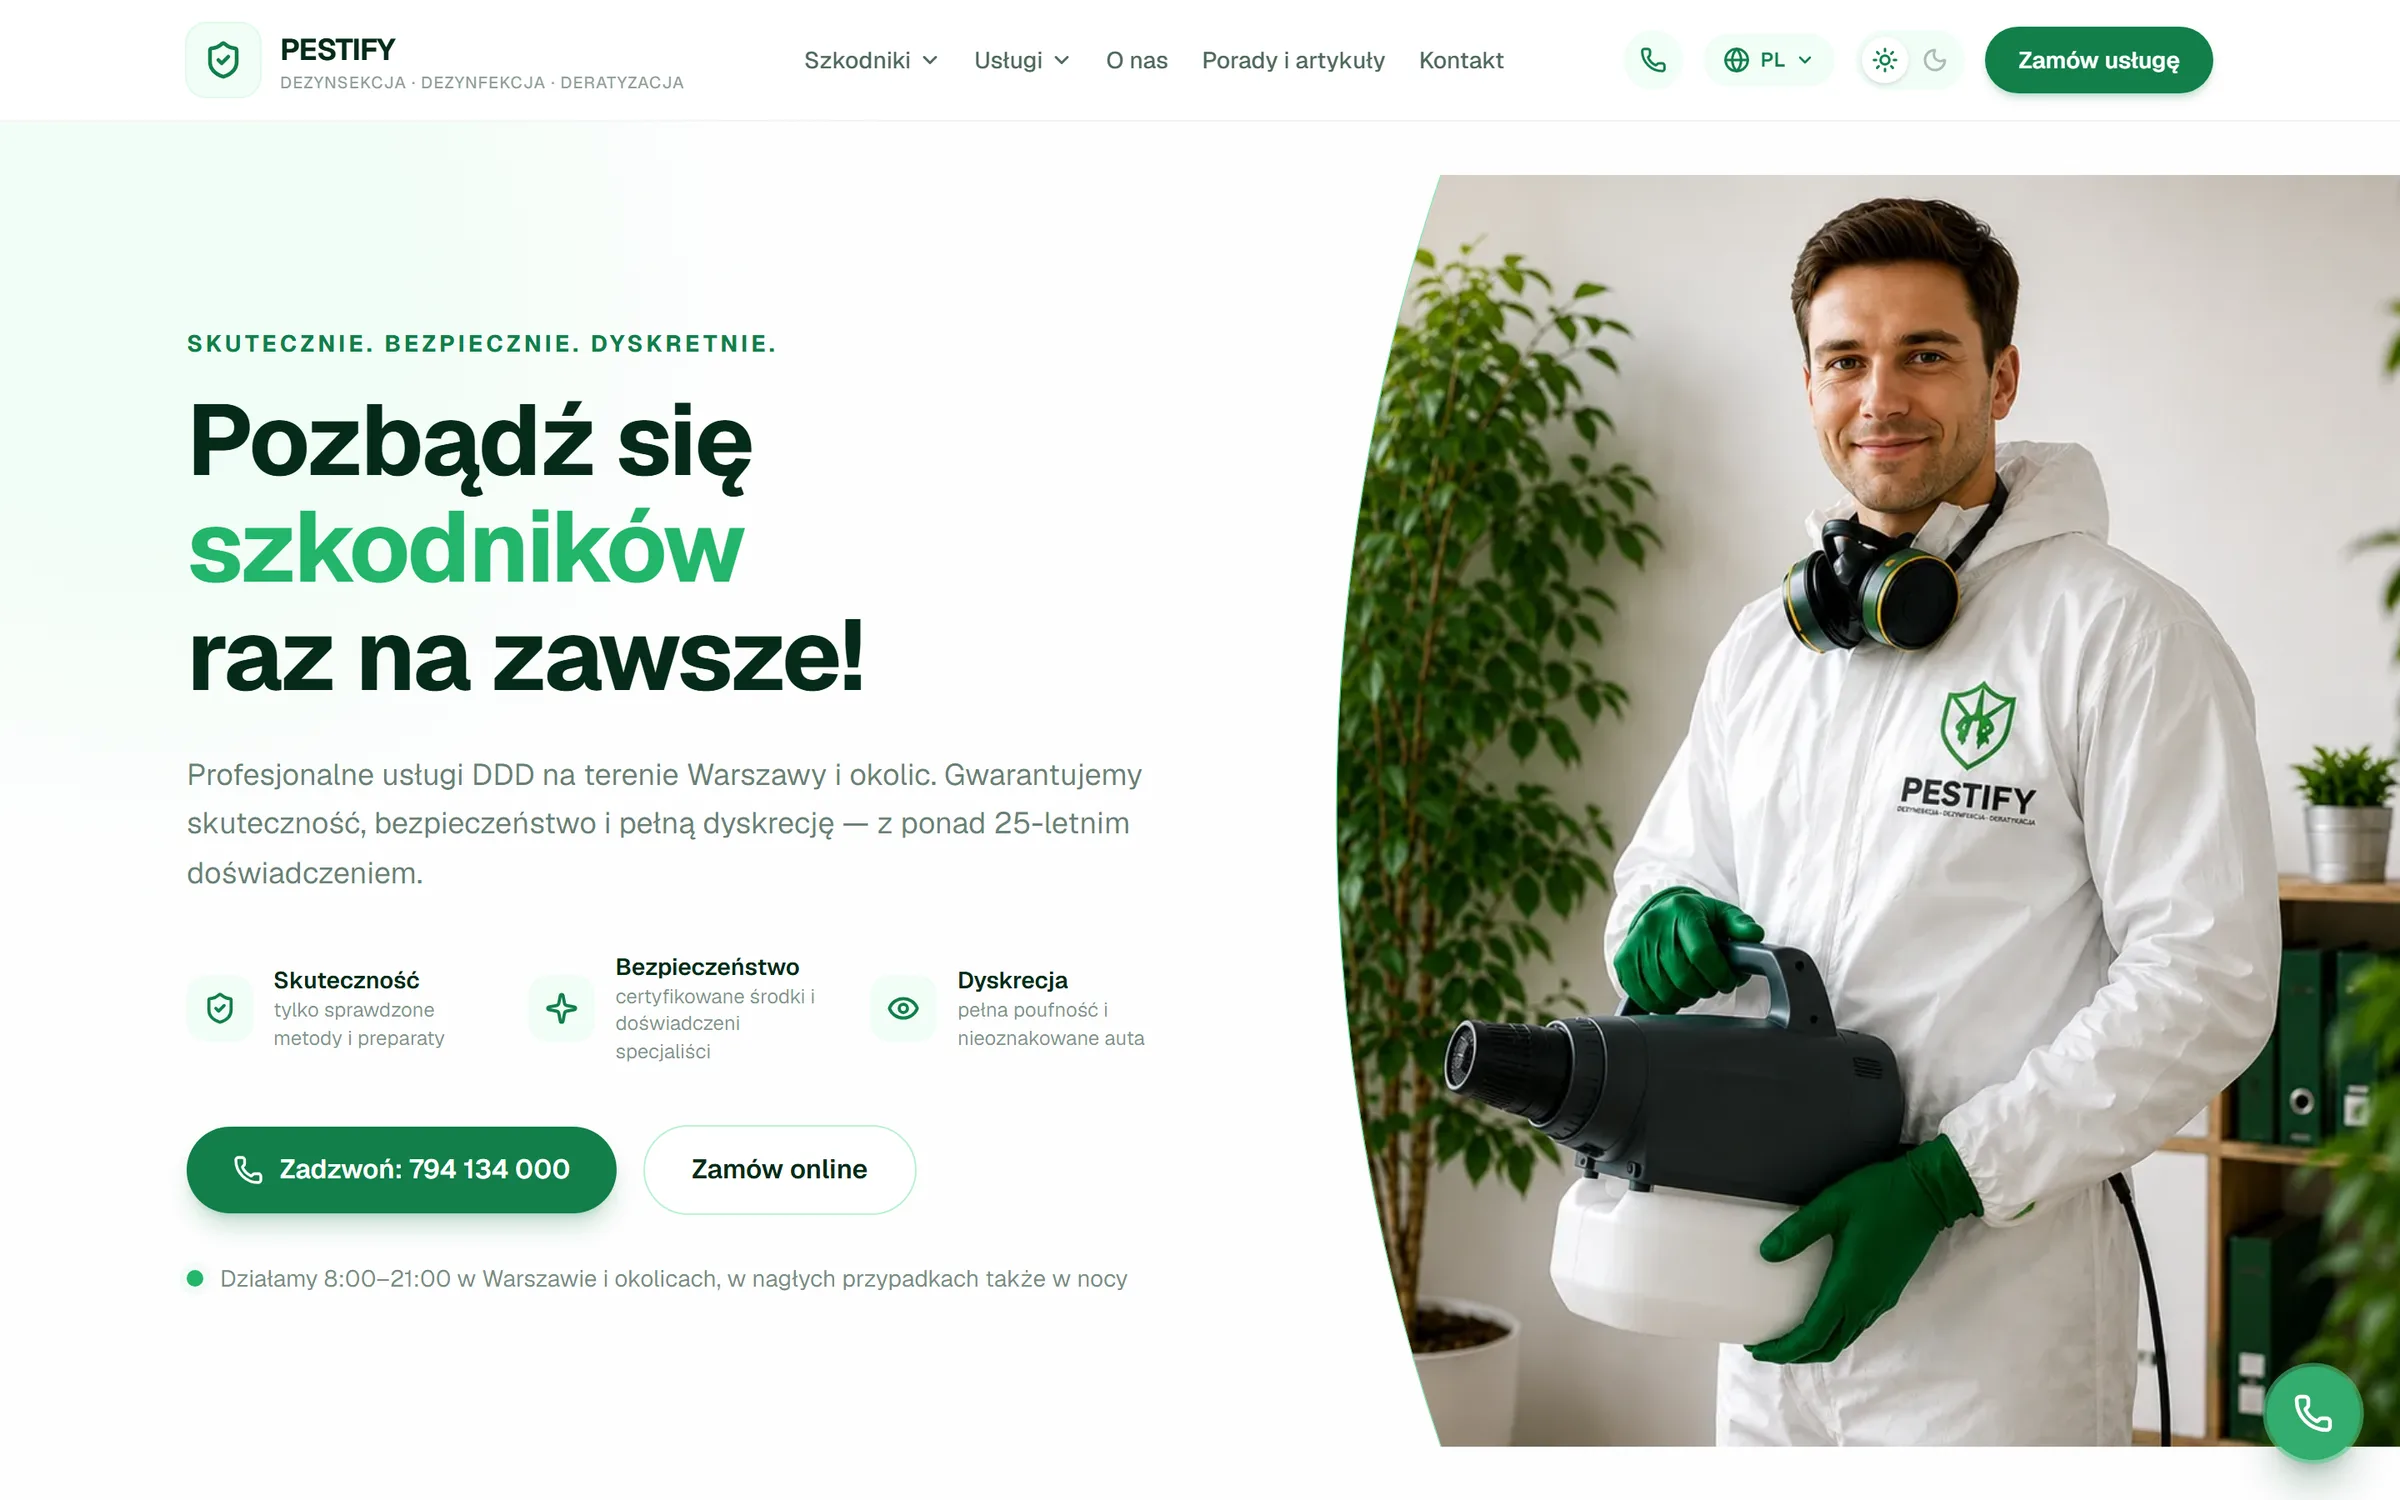 PESTIFY
DEZYNSEKCJA · DEZYNFEKCJA · DERATYZACJA
Szkodniki
Usługi
O nas
Porady i artykuły
Kontakt
PL
Zamów usługę
SKUTECZNIE. BEZPIECZNIE. DYSKRETNIE.
Pozbądź się
szkodników
raz na zawsze!
Profesjonalne usługi DDD na terenie Warszawy i okolic. Gwarantujemy
skuteczność, bezpieczeństwo i pełną dyskrecję — z ponad 25-letnim
doświadczeniem.
Skuteczność
tylko sprawdzone
metody i preparaty
Bezpieczeństwo
certyfikowane środki i
doświadczeni
specjaliści
Dyskrecja
pełna poufność i
nieoznakowane auta
Zadzwoń: 794 134 000
Zamów online
Działamy 8:00–21:00 w Warszawie i okolicach, w nagłych przypadkach także w nocy
PESTIFY